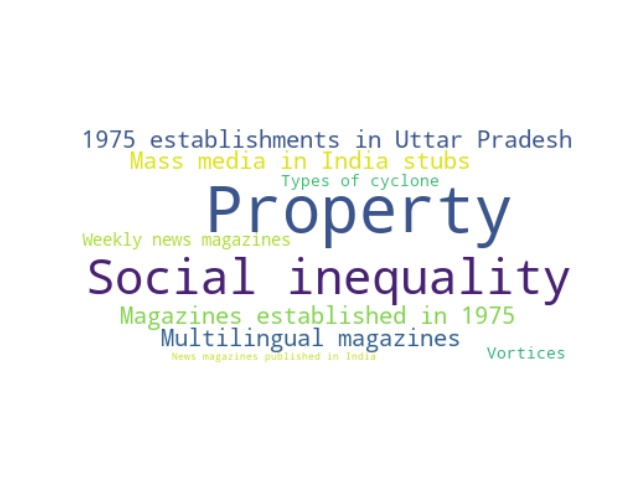 1975 establishments in Uttar Pradesh
Mass media in India stubs
Types of cyclone
Property
Weekly news magazines
Social inequality
Magazines established in 1975
Multilingual magazines
News magazines published in India
Vortices